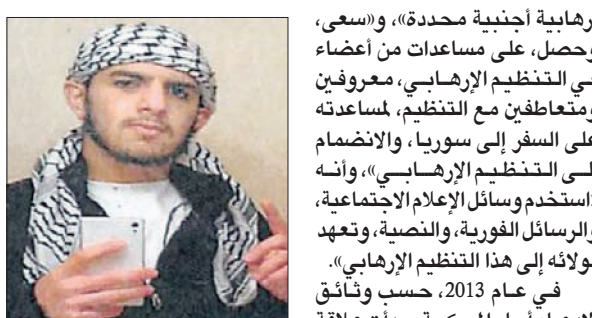 رهابية أجنبية محددة»، و«سعى،
وحصل، على مساعدات من أعضاء
في التنظيم الإرهابي، معروفين
ومتعاطفين مع التنظيم، لمساعدته
على السفر إلى سوريا، والانضمام
لى التنظيم الإرهابي»، وأنه
استخدم وسائل الإعلام الاجتماعية،
والرسائل الفورية، والنصية، وتعهد
ولائه إلى هذا التنظيم الإرهابي».
في عام 2013، حسب وثائق